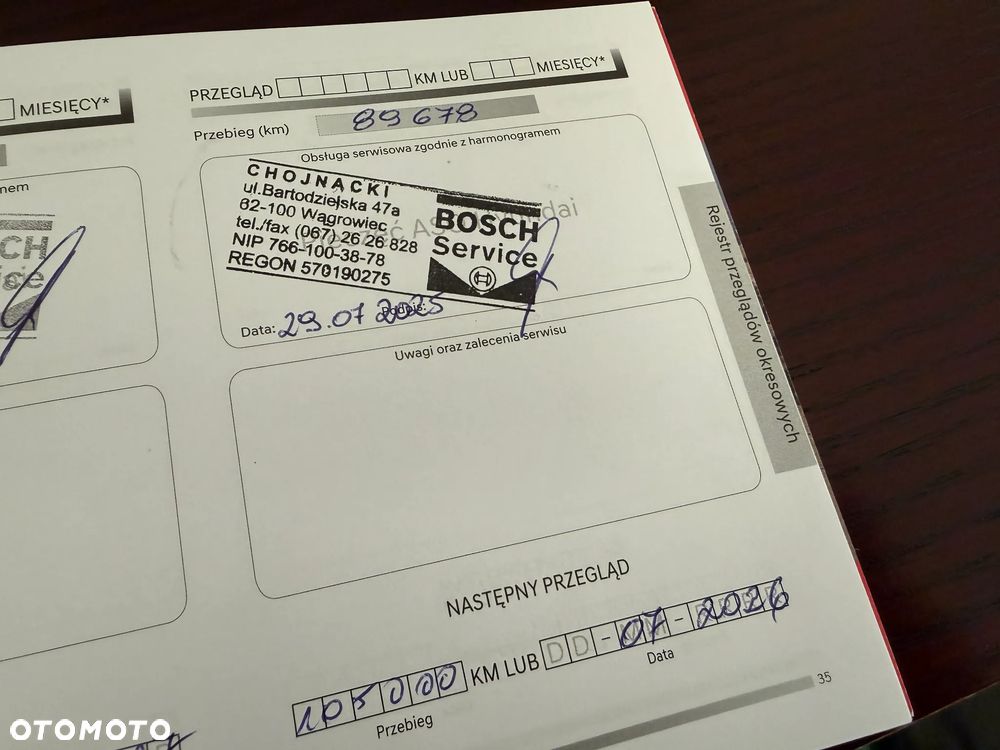 MIESIĘCY*
PRZEGLĄD KM LUB MIESIĘCY*
Przebieg (km) 89 678
Obsługa serwisowa zgodnie z harmonogramem
CHOJNACKI
ul.Bartodziejska 47a
62-100 Wągrowiec
tel./fax (067) 26 26 828
NIP 766-100-38-78
REGON 570190275
BOSCH
Service
Data: 29.07 2025
Podpis:
Uwagi oraz zalecenia serwisu
Rejestr przeglądów okresowych
NASTĘPNY PRZEGLĄD
105000 KM LUB DD - 07 - 2026
Przebieg
Data
35
OTOMOTO